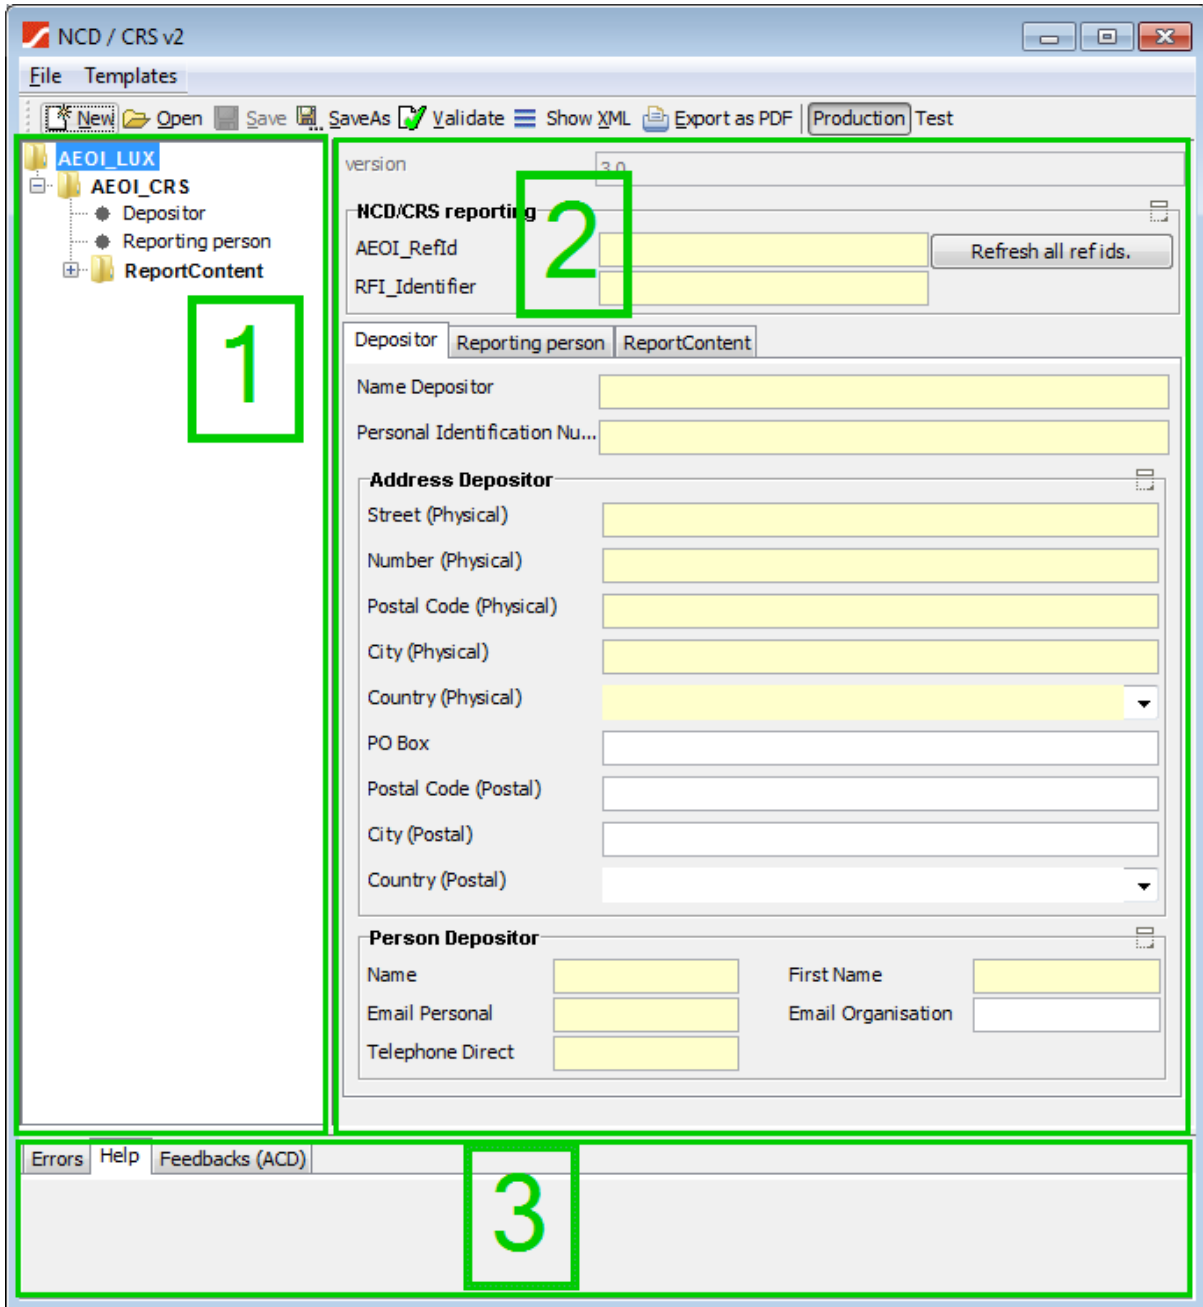 NCD / CRS v2
File Templates
New Open Save SaveAs Validate Show XML Export as PDF Production Test
AEOI_LUX
AEOI_CRS
Depositor
Reporting person
ReportContent
1
version 3.0
2
NCD/CRS reporting
AEOI_RefId Refresh all ref ids.
RFI_Identifier
Depositor Reporting person ReportContent
Name Depositor
Personal Identification Nu...
Address Depositor
Street (Physical)
Number (Physical)
Postal Code (Physical)
City (Physical)
Country (Physical)
PO Box
Postal Code (Postal)
City (Postal)
Country (Postal)
Person Depositor
Name First Name
Email Personal Email Organisation
Telephone Direct
Errors Help Feedbacks (ACD)
3